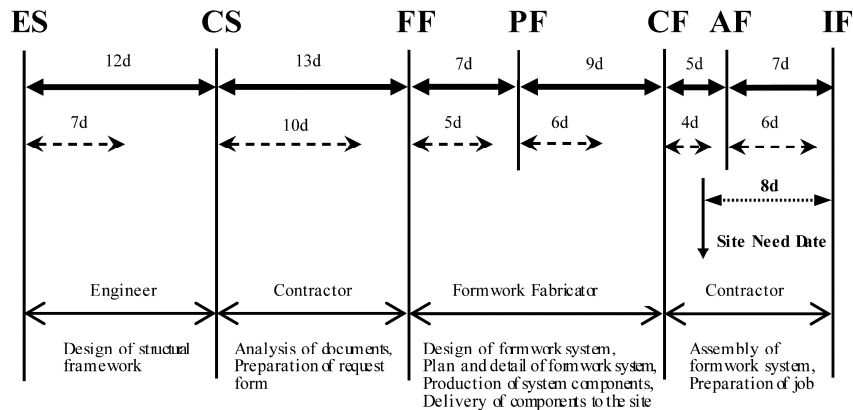 ES CS FF PF CF AF IF
12d 13d 7d 9d 5d 7d
7d 10d 5d 6d 4d 6d
8d
Site Need Date
Engineer Contractor Formwork Fabricator Contractor
Design of structural
framework
Analysis of documents,
Preparation of request
form
Design of formwork system,
Plan and detail of formwork system,
Production of system components,
Delivery of components to the site
Assembly of
formwork system,
Preparation of job